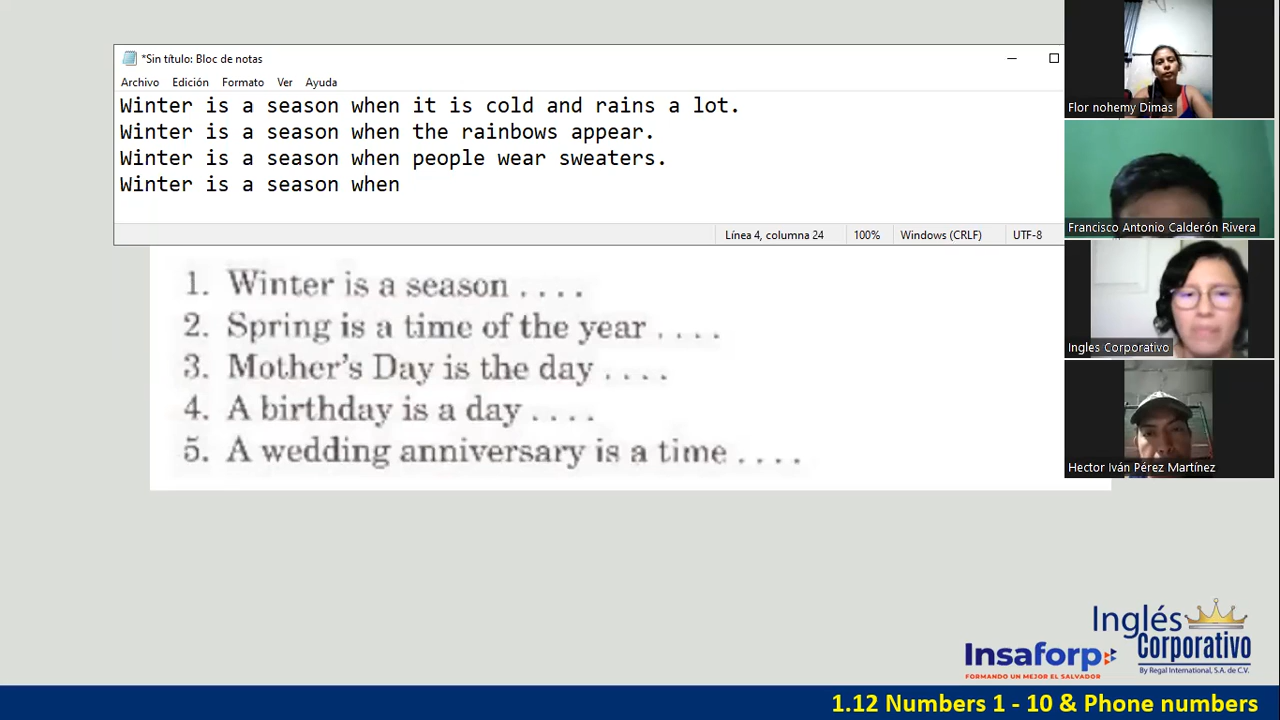 *Sin título: Bloc de notas
Archivo Edición Formato Ver Ayuda
Winter is a season when it is cold and rains a lot.
Winter is a season when the rainbows appear.
Winter is a season when people wear sweaters.
Winter is a season when
Línea 4, columna 24 100% Windows (CRLF) UTF-8
1. Winter is a season . . . .
2. Spring is a time of the year . . . .
3. Mother's Day is the day . . . .
4. A birthday is a day . . . .
5. A wedding anniversary is a time . . . .
Flor nohemy Dimas
Francisco Antonio Calderón Rivera
Ingles Corporativo
Hector Iván Pérez Martínez
Inglés
Corporativo
By Regal International, S.A. de C.V.
Insaforp
FORMANDO UN MEJOR EL SALVADOR
1.12 Numbers 1 - 10 & Phone numbers